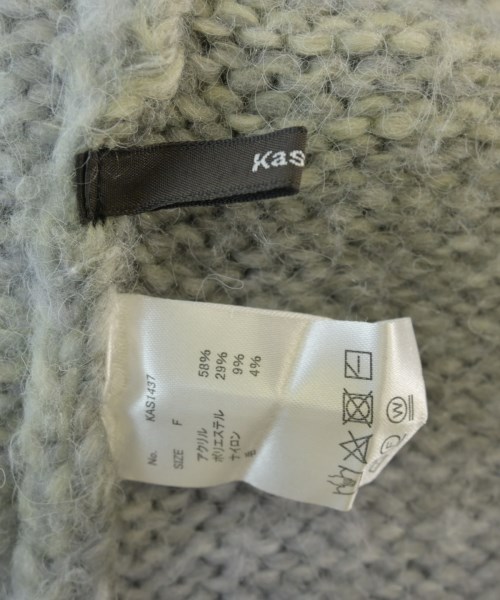 Kas
No. KAS1437
SIZE F
アクリル 58%
ポリエステル 29%
ナイロン 9%
4%
W